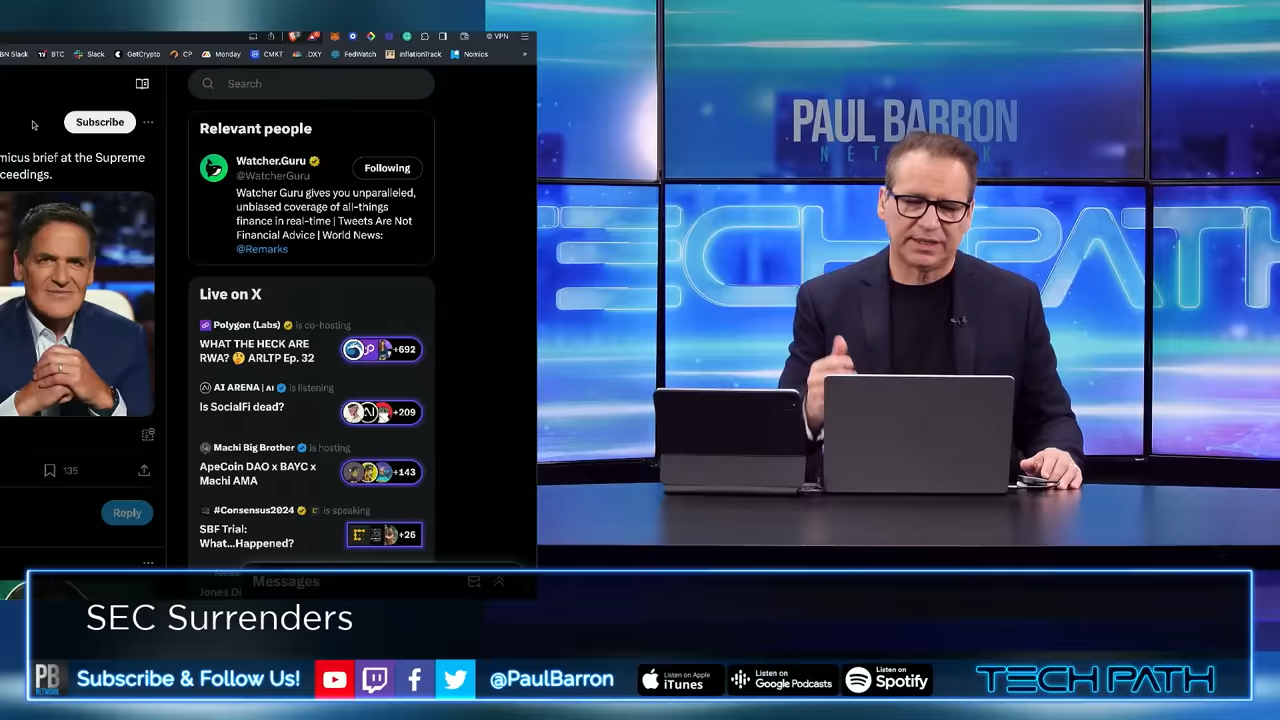 VPN
BN Slack
BTC
Slack
GetCrypto
CP
Monday
CMKT
.DXY
FedWatch
InflationTrack
Nomics
»
Search
Subscribe
micus brief at the Supreme
ceedings.
135
Reply
Relevant people
Watcher.Guru
@WatcherGuru
Following
Watcher Guru gives you unparalleled,
unbiased coverage of all-things
finance in real-time | Tweets Are Not
Financial Advice | World News:
@Remarks
Live on X
Polygon (Labs) is co-hosting
WHAT THE HECK ARE
RWA? 🤔 ARLTP Ep. 32
+692
AI ARENA | AI is listening
Is SocialFi dead?
+209
Machi Big Brother is hosting
ApeCoin DAO x BAYC x
Machi AMA
+143
#Consensus2024 is speaking
SBF Trial:
What...Happened?
+26
Messages
PAUL BARRON
NETWORK
TECH PATH
SEC Surrenders
PB
NETWORK
Subscribe & Follow Us!
@PaulBarron
Listen on Apple
iTunes
Listen on
Google Podcasts
Listen on
Spotify
TECH PATH